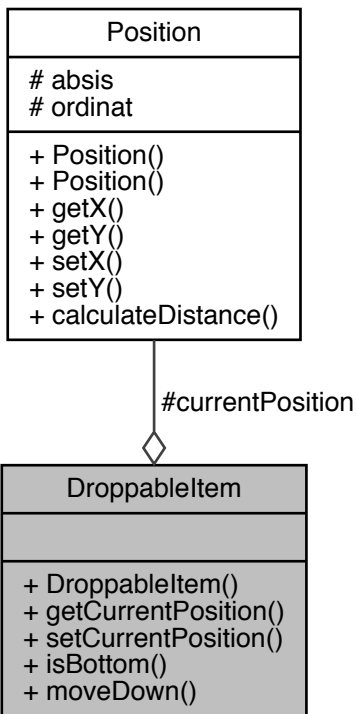 Position
# absis
# ordinat
+ Position()
+ Position()
+ getX()
+ getY()
+ setX()
+ setY()
+ calculateDistance()
#currentPosition
DroppableItem
+ DroppableItem()
+ getCurrentPosition()
+ setCurrentPosition()
+ isBottom()
+ moveDown()